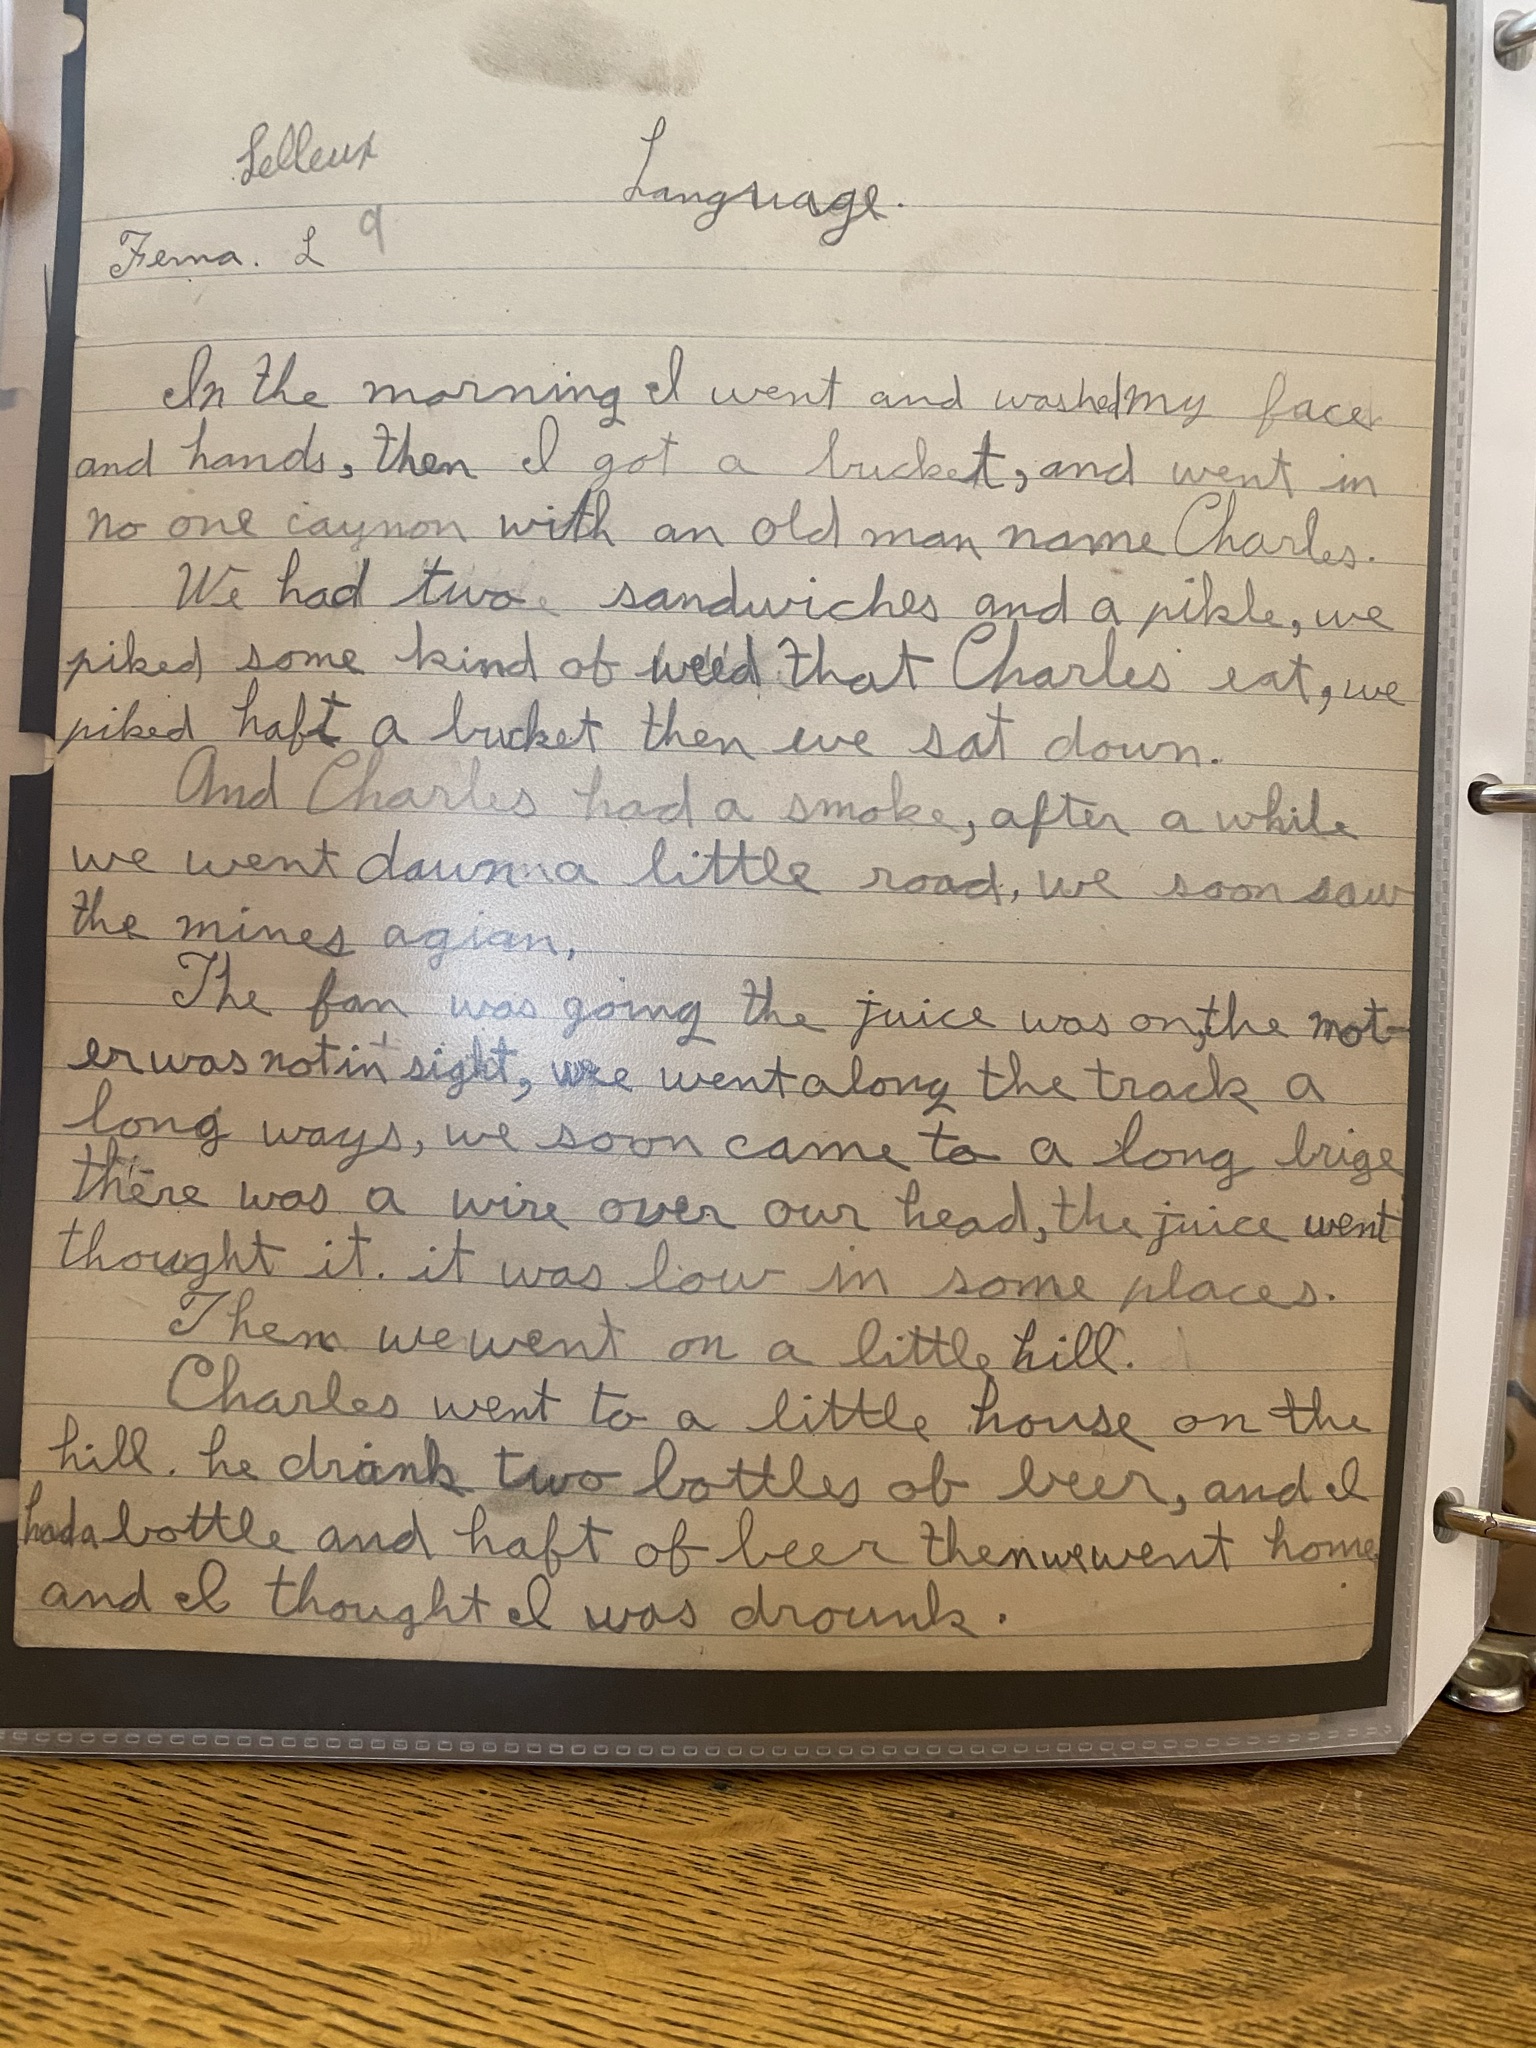 Lelleux
Language.
9
Ferna. L
In the morning I went and washed my face
and hands, then I got a bucket, and went in
no one caynon with an old man name Charles.
We had two sandwiches and a pikle, we
piked some kind of weed that Charles eat, we
piked haft a bucket then we sat down.
And Charles had a smoke, after a while
we went daunn a little road, we soon saw
the mines agian,
The fan was going the juice was on, the mot-
er was not in sight, we went along the track a
long ways, we soon came to a long brige
there was a wire over our head, the juice went
thought it. it was low in some places.
Then we went on a little hill.
Charles went to a little house on the
hill. he drank two bottles of beer, and I
had a bottle and haft of beer then we went home
and I thought I was drounk.